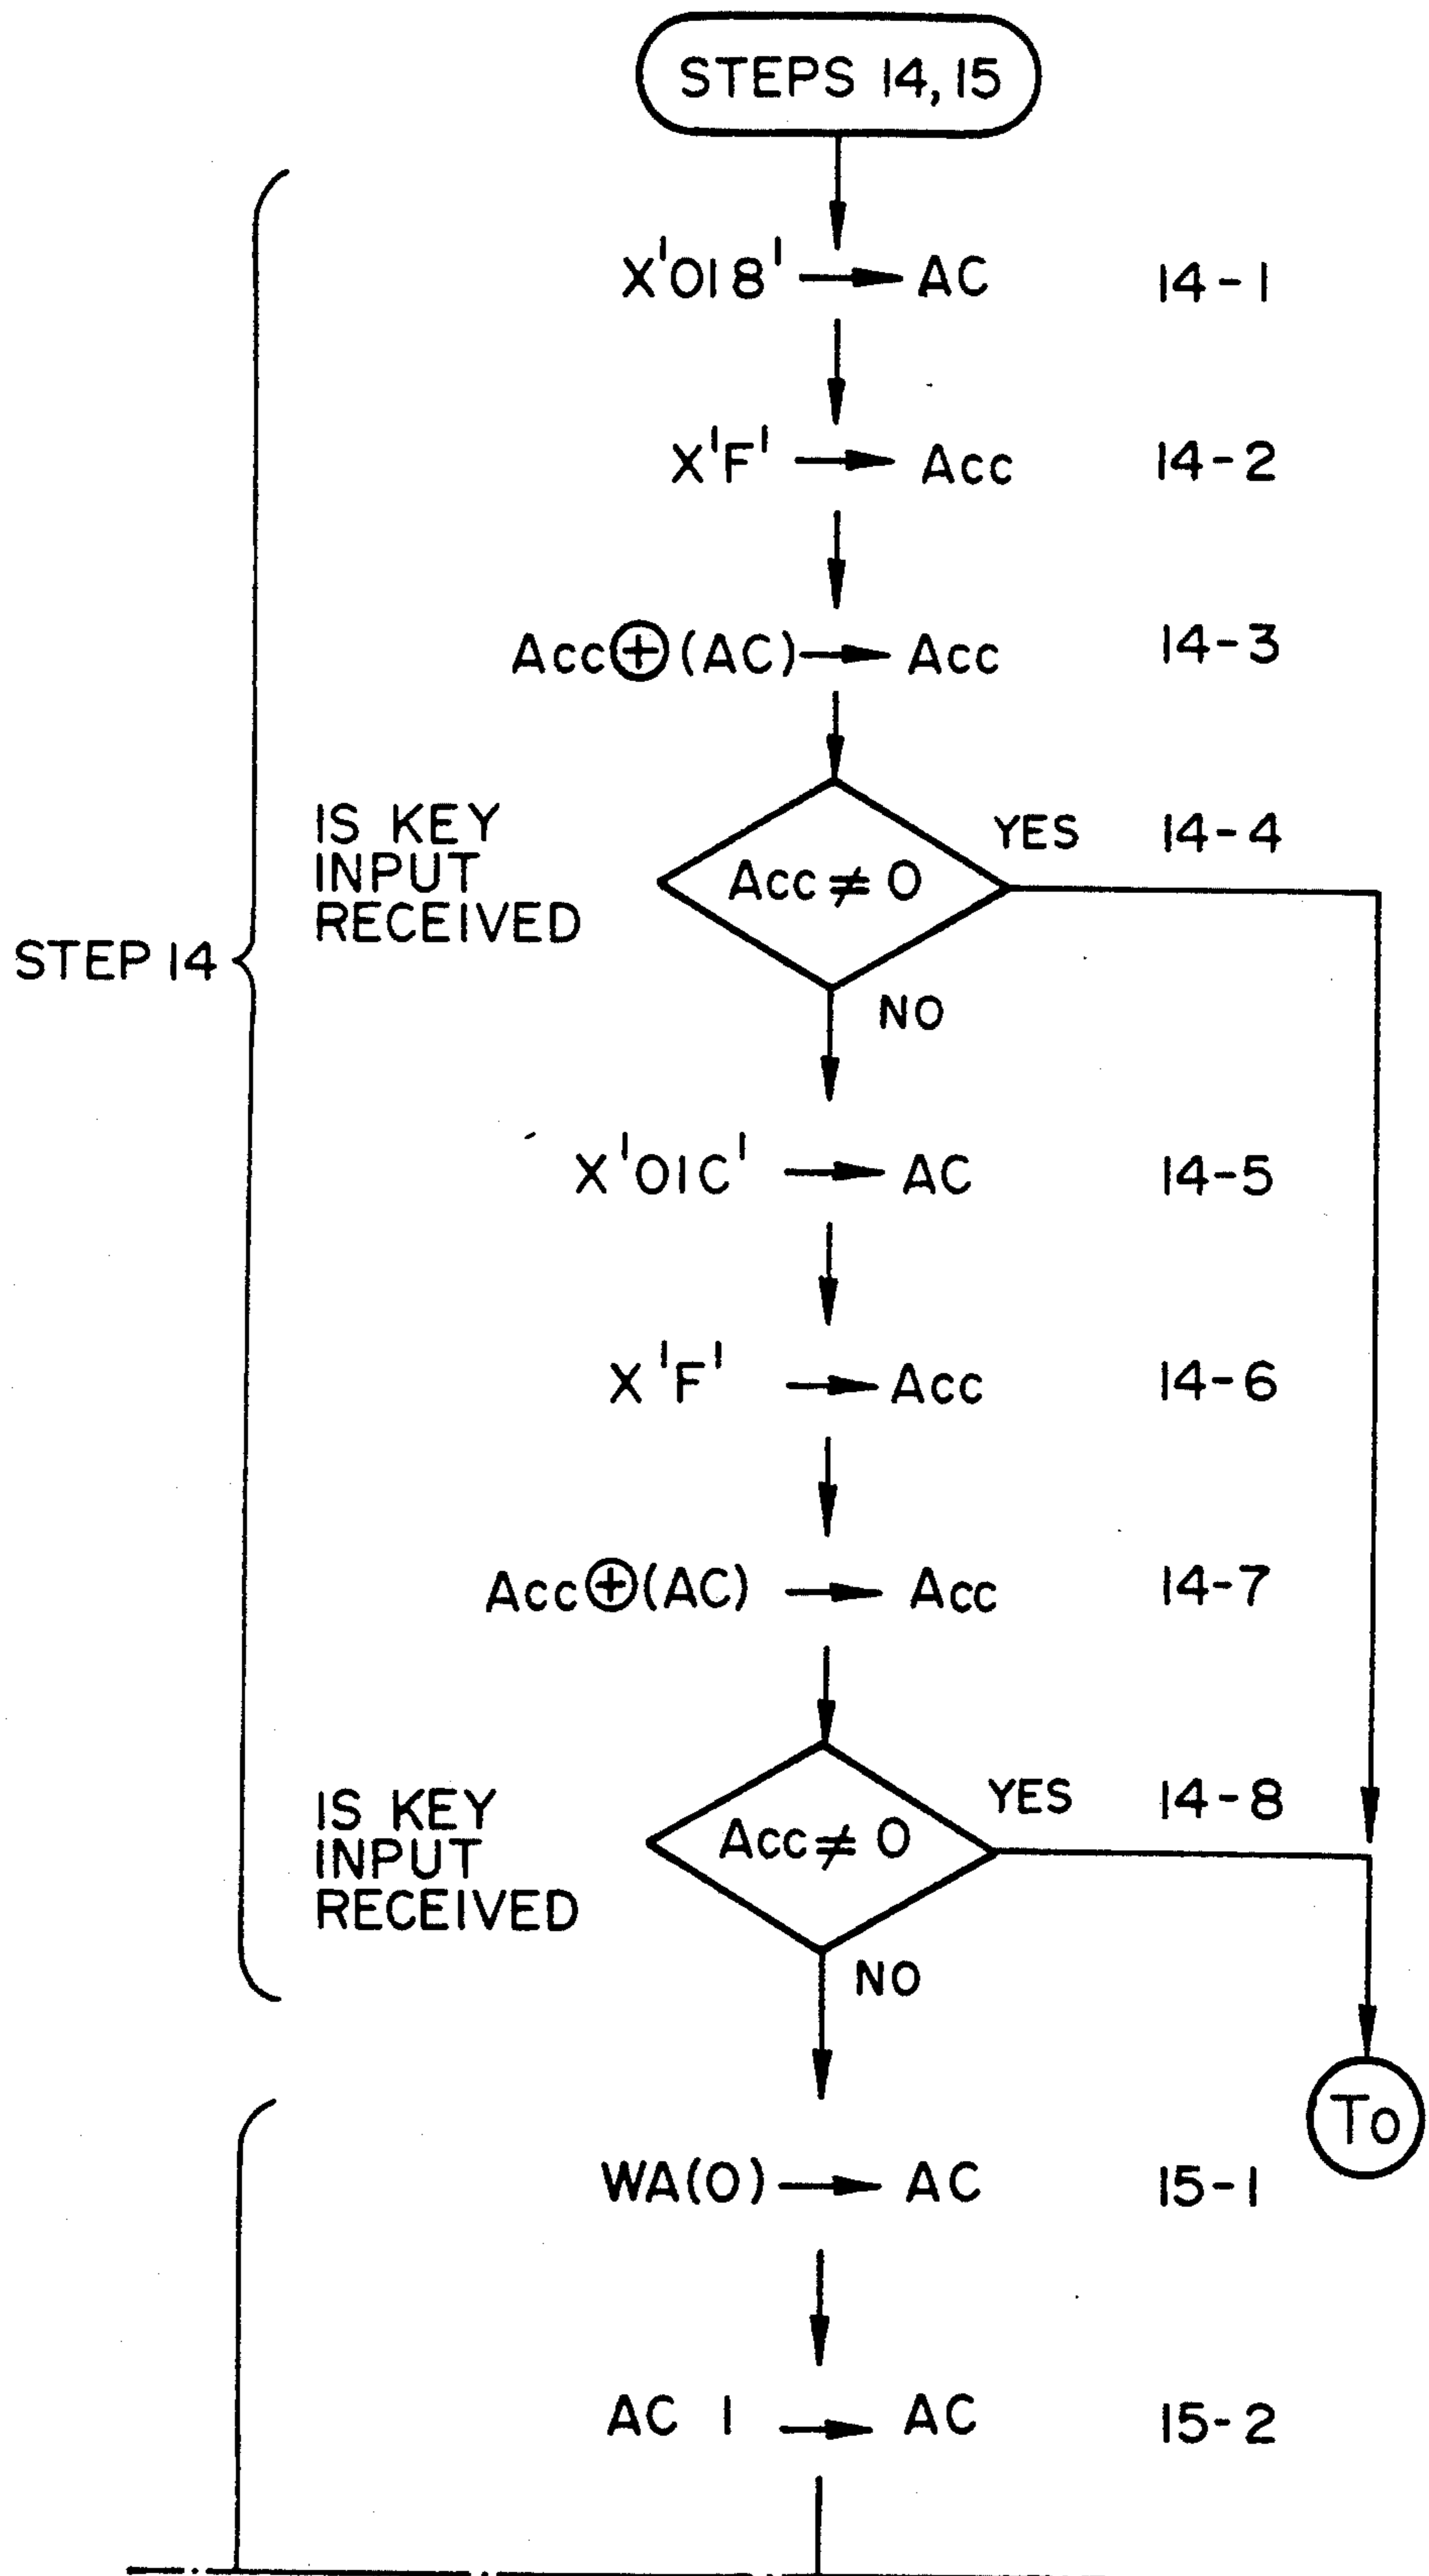 STEPS 14, 15
X'018' → AC 14-1
X'F' → Acc 14-2
Acc⊕(AC) → Acc 14-3
IS KEY
INPUT
RECEIVED
Acc ≠ 0
YES 14-4
STEP 14
NO
X'01C' → AC 14-5
X'F' → Acc 14-6
Acc⊕(AC) → Acc 14-7
IS KEY
INPUT
RECEIVED
Acc ≠ 0
YES 14-8
NO
To
WA(0) → AC 15-1
AC 1 → AC 15-2